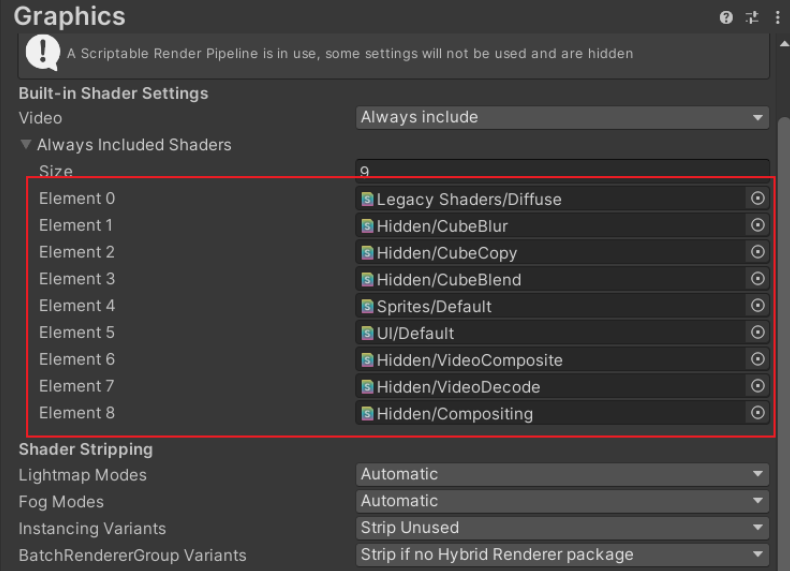 Graphics
A Scriptable Render Pipeline is in use, some settings will not be used and are hidden
Built-in Shader Settings
Video Always include
Always Included Shaders
Size 9
Element 0 Legacy Shaders/Diffuse
Element 1 Hidden/CubeBlur
Element 2 Hidden/CubeCopy
Element 3 Hidden/CubeBlend
Element 4 Sprites/Default
Element 5 UI/Default
Element 6 Hidden/VideoComposite
Element 7 Hidden/VideoDecode
Element 8 Hidden/Compositing
Shader Stripping
Lightmap Modes Automatic
Fog Modes Automatic
Instancing Variants Strip Unused
BatchRendererGroup Variants Strip if no Hybrid Renderer package